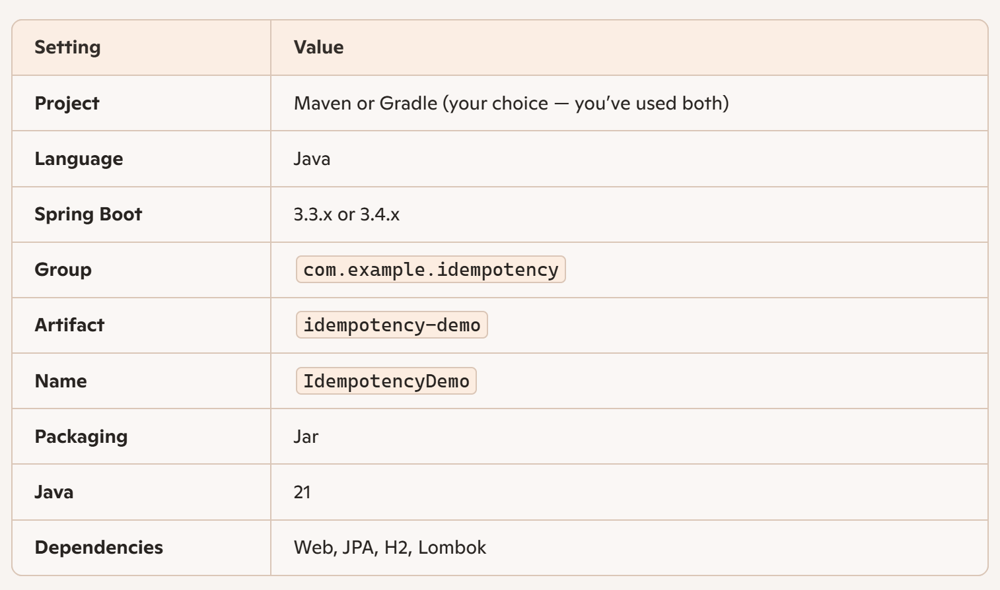 Setting Value
Project Maven or Gradle (your choice — you’ve used both)
Language Java
Spring Boot 3.3.x or 3.4.x
Group com.example.idempotency
Artifact idempotency-demo
Name IdempotencyDemo
Packaging Jar
Java 21
Dependencies Web, JPA, H2, Lombok